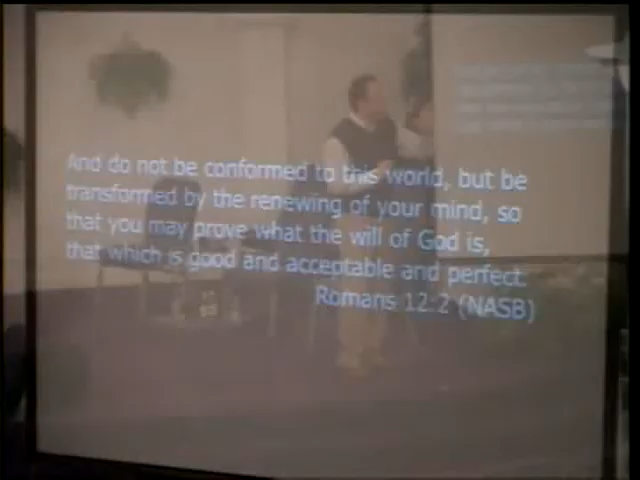 And do not be conformed to this world, but be
transformed by the renewing of your mind, so
that you may prove what the will of God is,
that which is good and acceptable and perfect.
Romans 12:2 (NASB)